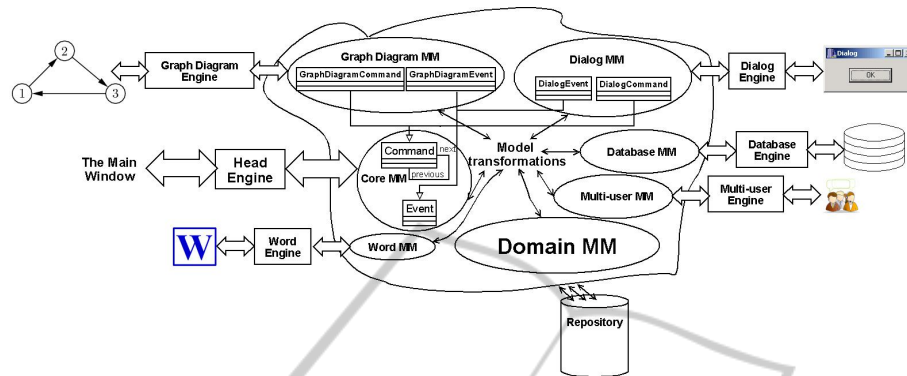 2
1
3
Graph Diagram
Engine
Graph Diagram MM
GraphDiagramCommand
GraphDiagramEvent
Dialog MM
DialogEvent
DialogCommand
Dialog
Engine
Dialog
OK
The Main
Window
Head
Engine
Core MM
Command
next
previous
Event
Model
transformations
Database MM
Database
Engine
Multi-user MM
Multi-user
Engine
W
Word
Engine
Word MM
Domain MM
Repository